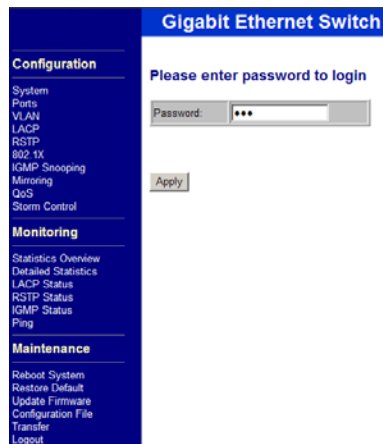 Gigabit Ethernet Switch
Configuration
System
Ports
VLAN
LACP
RSTP
802.1X
IGMP Snooping
Mirroring
QoS
Storm Control
Monitoring
Statistics Overview
Detailed Statistics
LACP Status
RSTP Status
IGMP Status
Ping
Maintenance
Reboot System
Restore Default
Update Firmware
Configuration File
Transfer
Logout
Please enter password to login
Password: •••
Apply